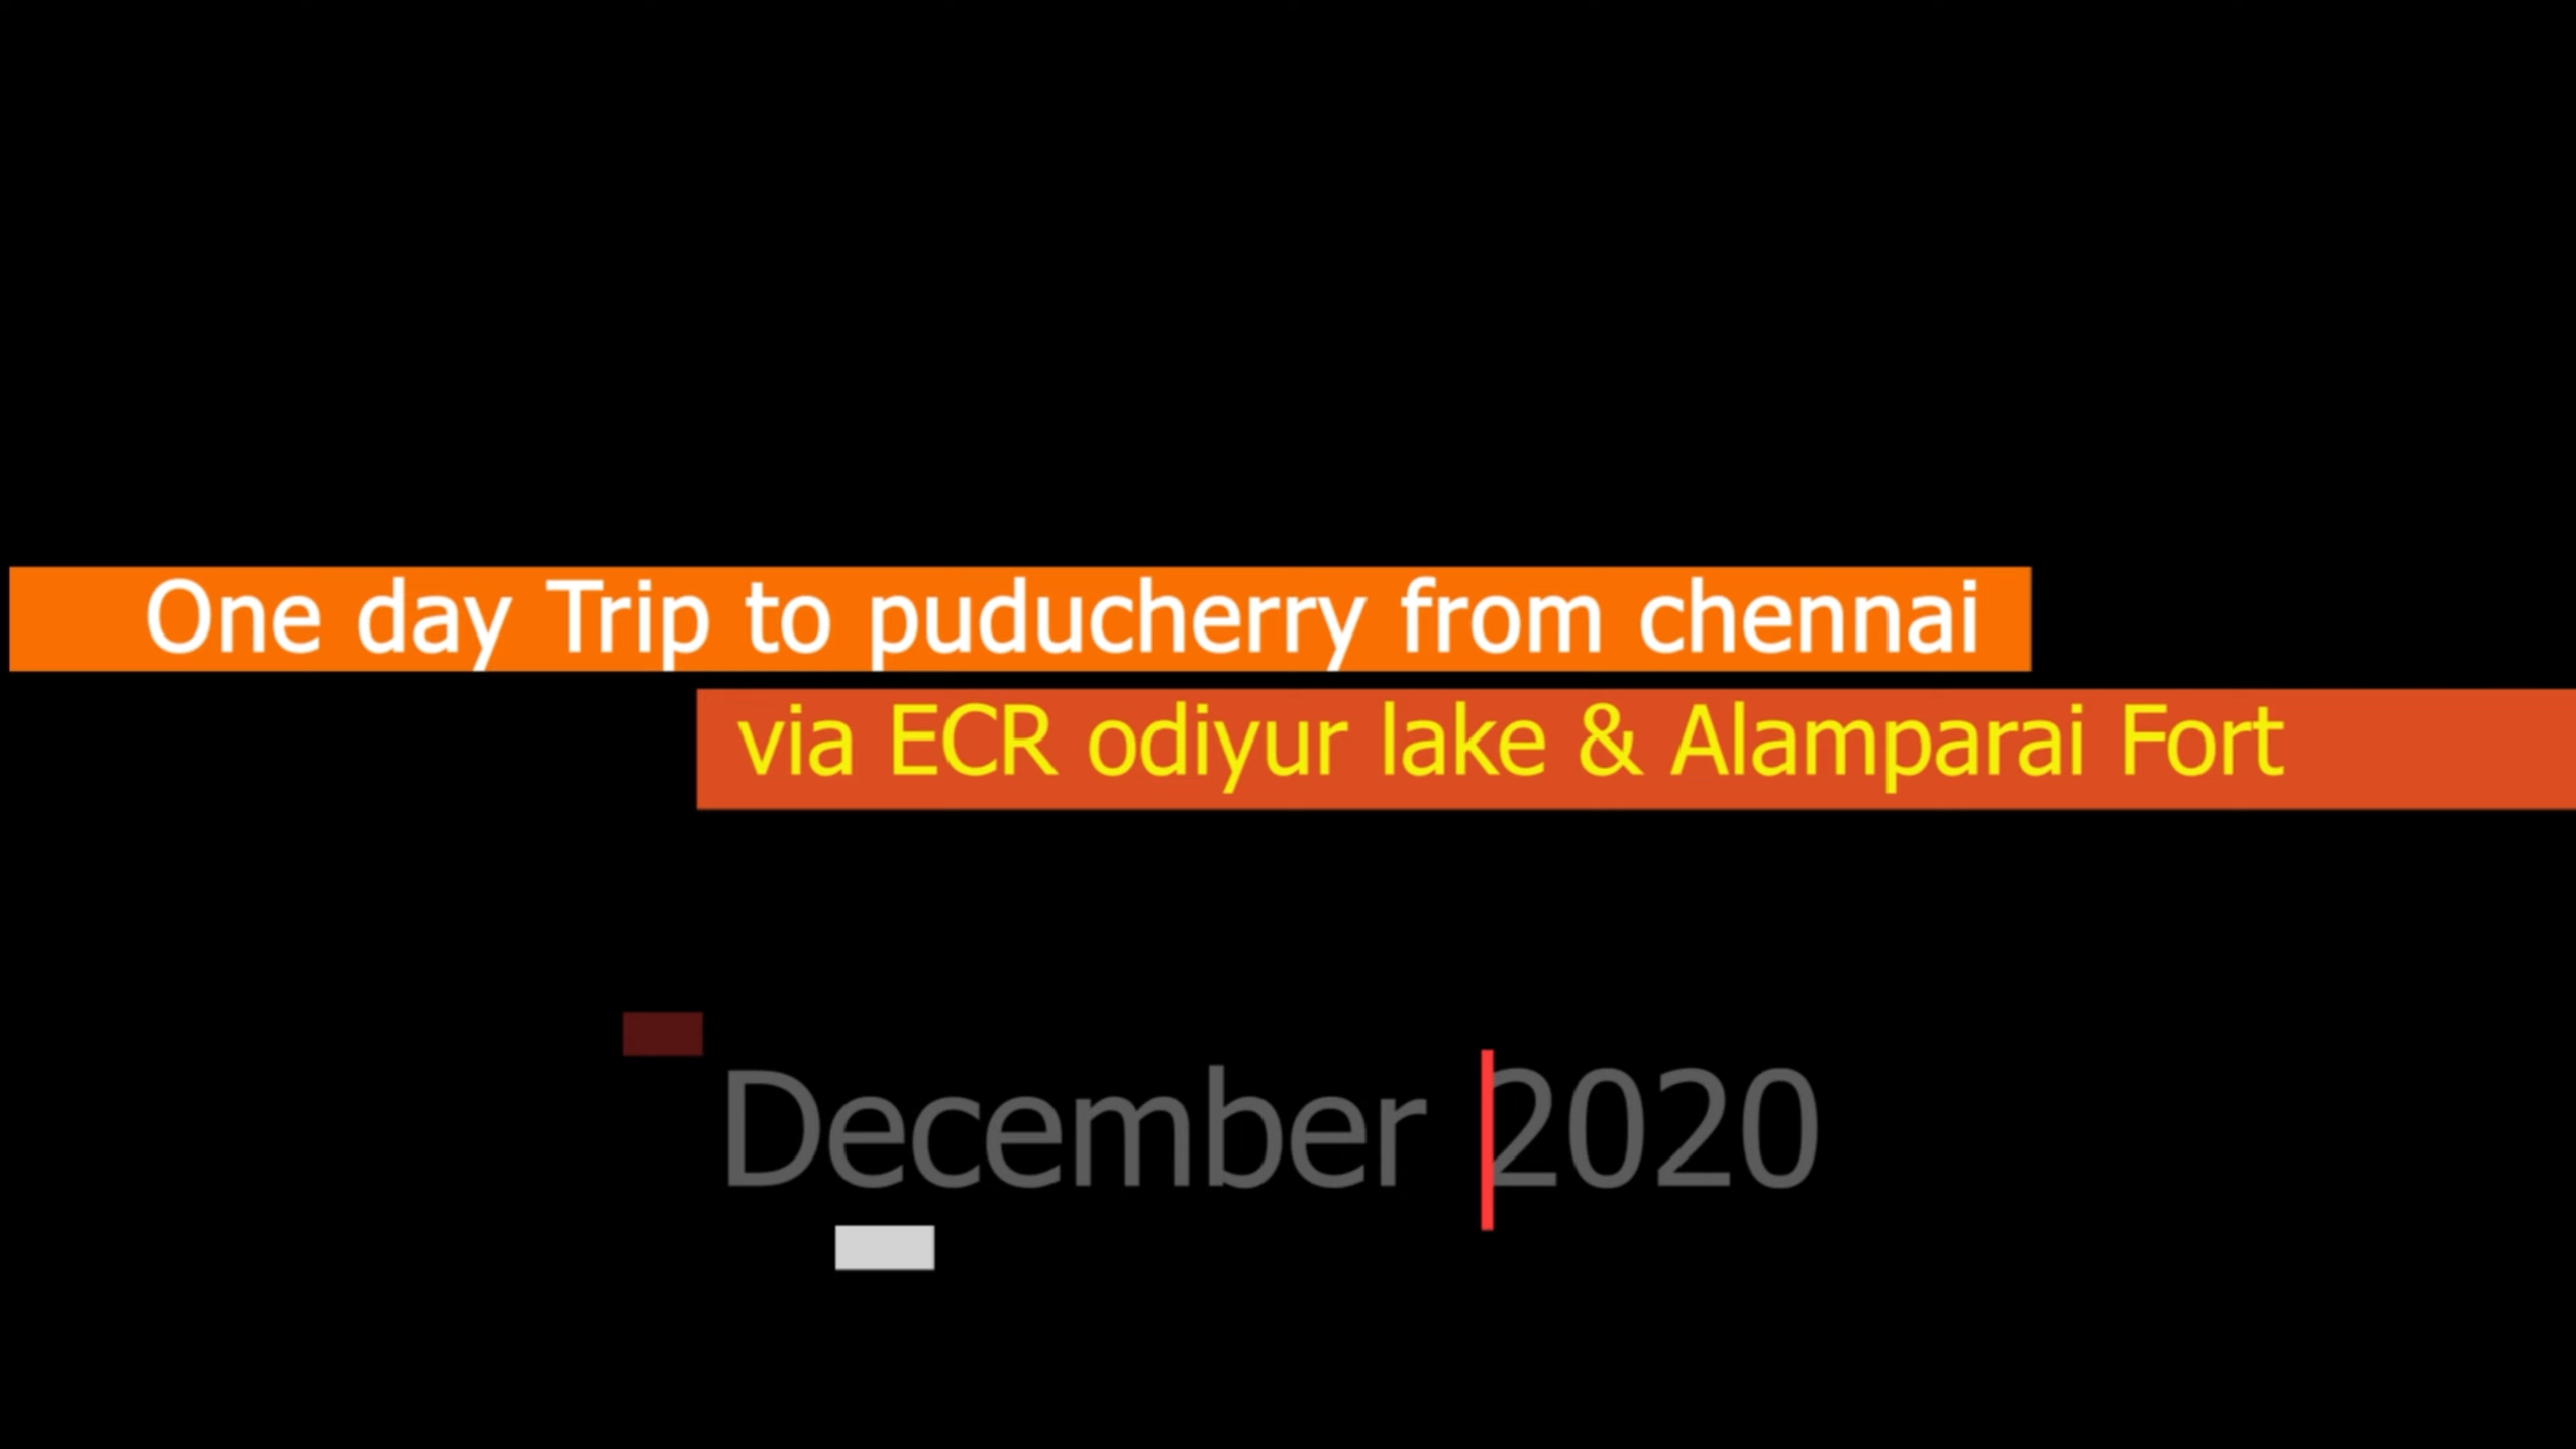 One day Trip to puducherry from chennai
via ECR odiyur lake & Alamparai Fort
December 2020